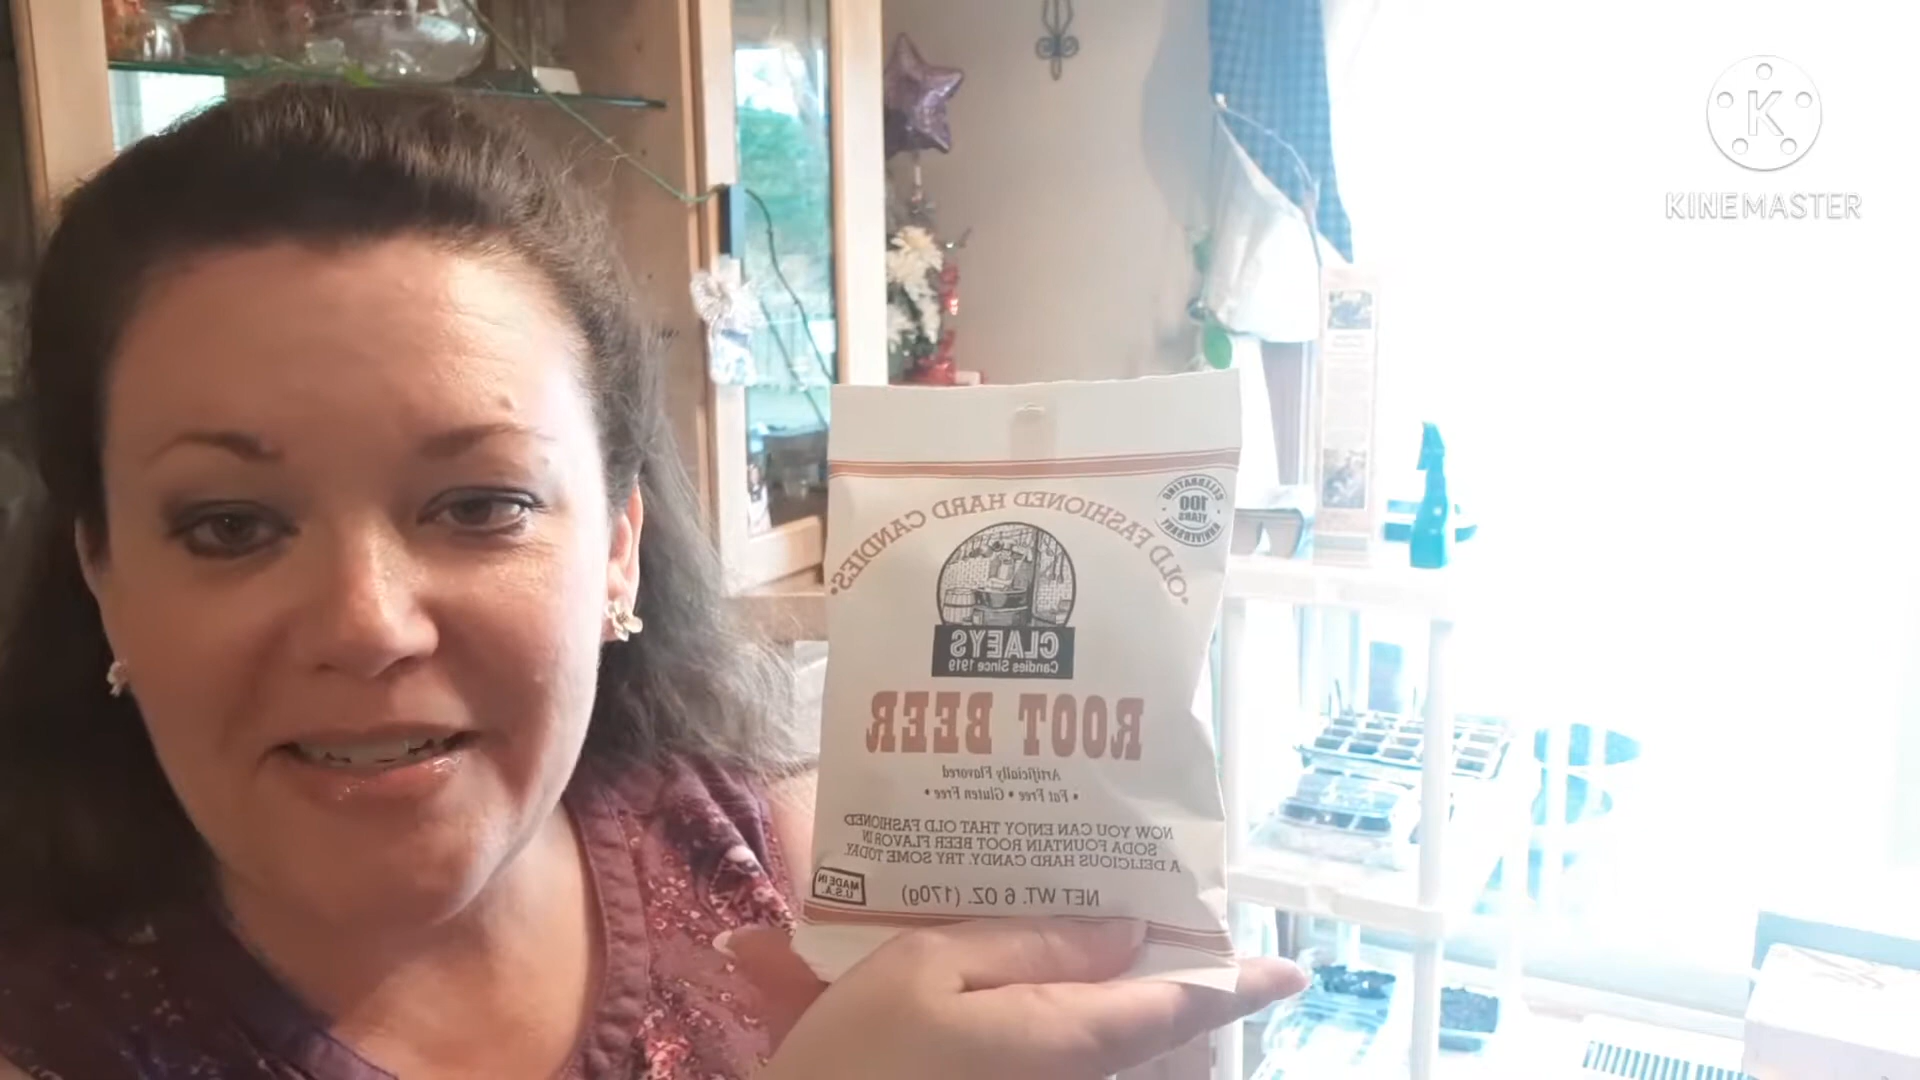 KINEMASTER
OLD FASHIONED HARD CANDIES
CELEBRATING
100
YEARS
ANNIVERSARY
CLAEYS
Candies Since 1919
ROOT BEER
Artificially Flavored
• Fat Free • Gluten Free •
NOW YOU CAN ENJOY THAT OLD FASHIONED
SODA FOUNTAIN ROOT BEER FLAVOR IN
A DELICIOUS HARD CANDY. TRY SOME TODAY.
MADE IN
U.S.A.
NET WT. 6 OZ. (170g)